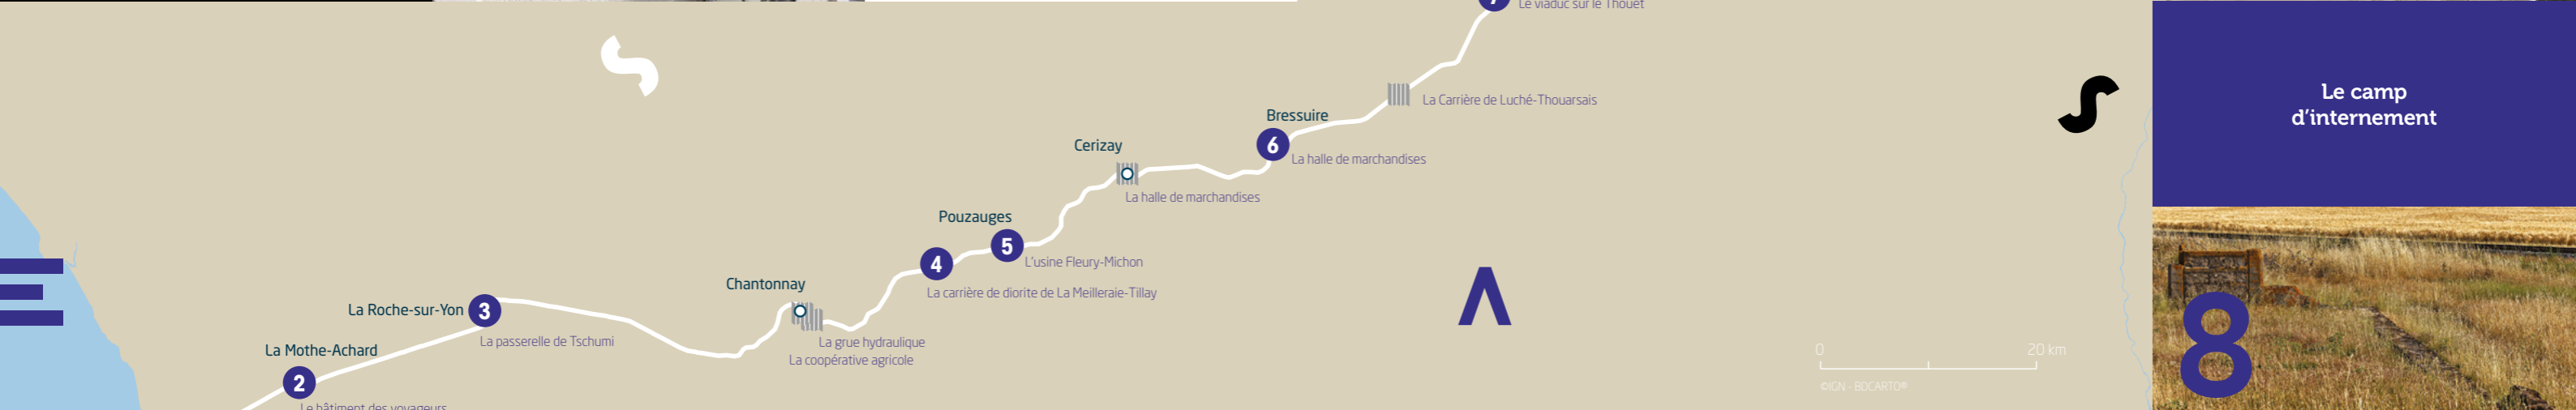 7
Le viaduc sur le Thouet
La Carrière de Luché-Thouarsais
Bressuire
6
La halle de marchandises
Cerizay
La halle de marchandises
Pouzauges
5
L'usine Fleury-Michon
4
La carrière de diorite de La Meilleraie-Tillay
Chantonnay
La grue hydraulique
La coopérative agricole
La Roche-sur-Yon
3
La passerelle de Tschumi
La Mothe-Achard
2
Le bâtiment des voyageurs
0
20 km
©IGN - BDCARTO®
Le camp
d'internement
8